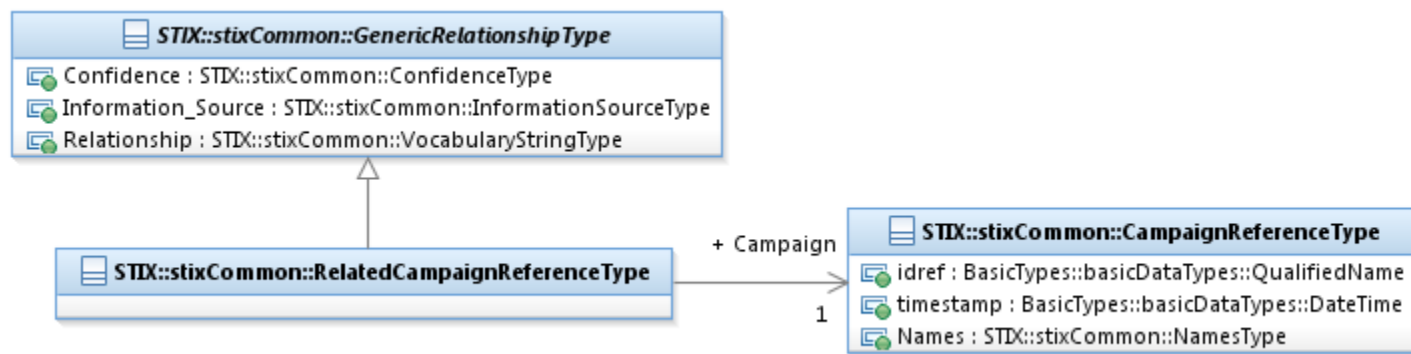 STIX::stixCommon::GenericRelationshipType
Confidence : STIX::stixCommon::ConfidenceType
Information_Source : STIX::stixCommon::InformationSourceType
Relationship : STIX::stixCommon::VocabularyStringType
STIX::stixCommon::RelatedCampaignReferenceType
+ Campaign
1
STIX::stixCommon::CampaignReferenceType
idref : BasicTypes::basicDataTypes::QualifiedName
timestamp : BasicTypes::basicDataTypes::DateTime
Names : STIX::stixCommon::NamesType